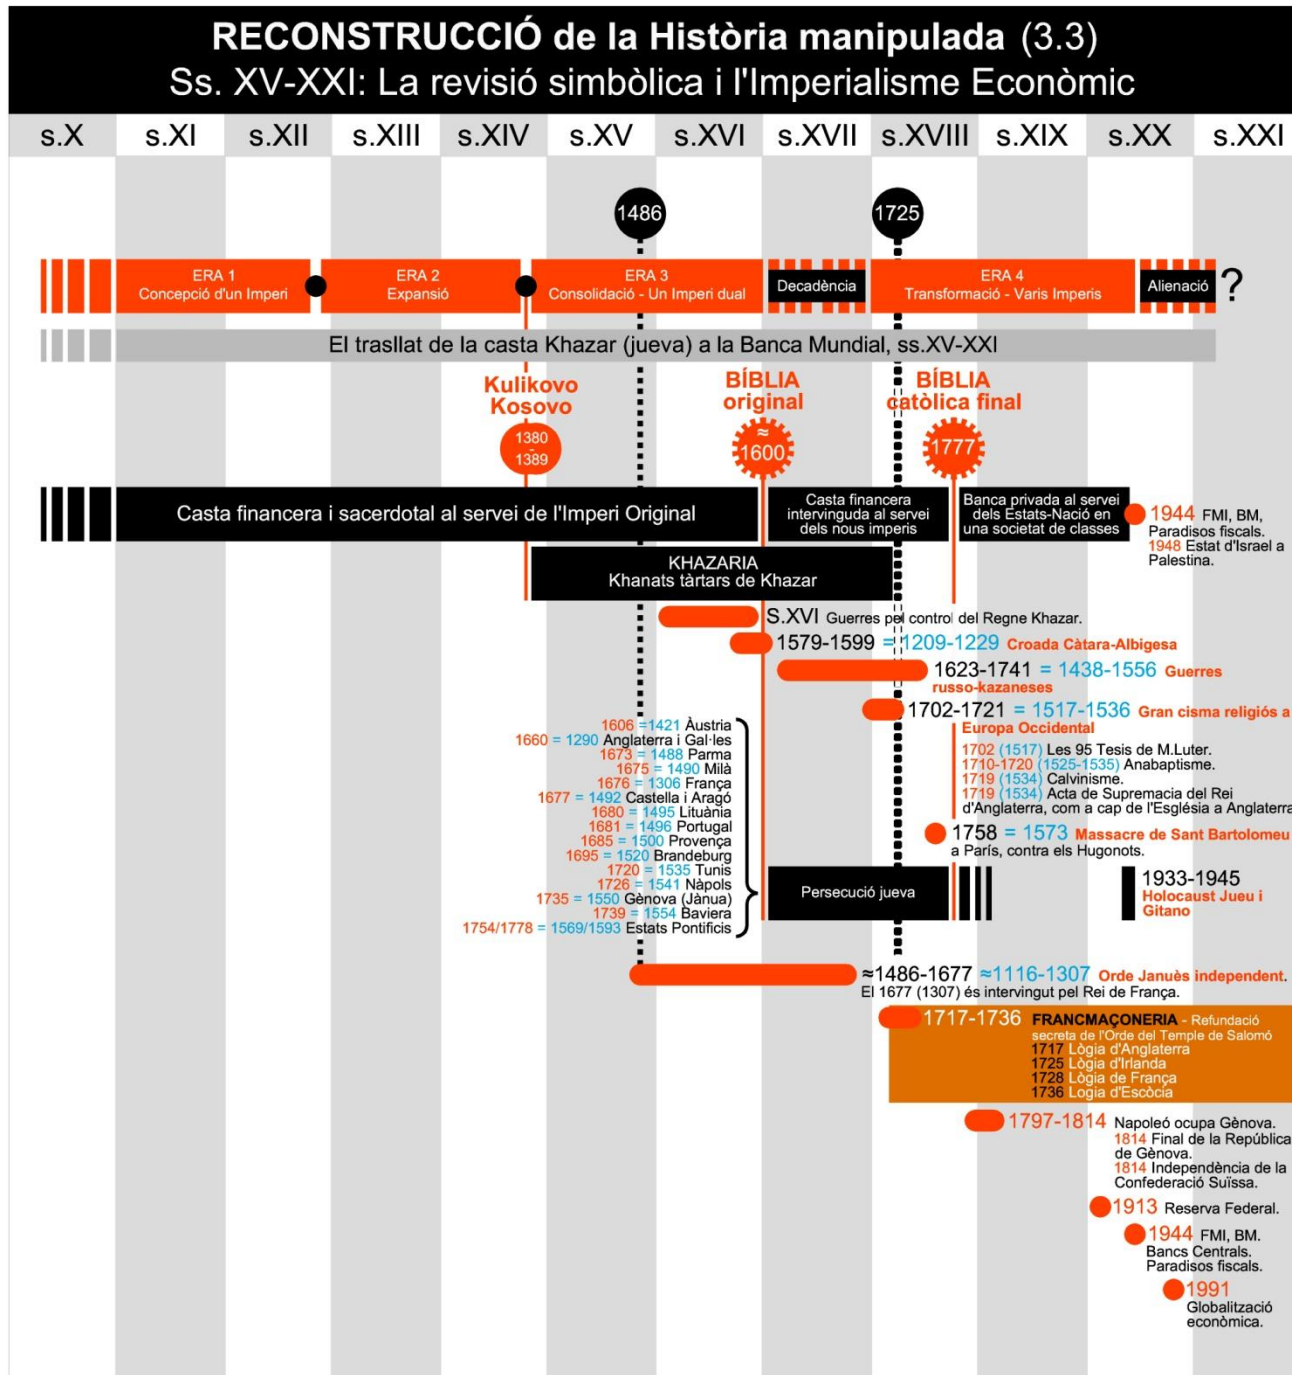 RECONSTRUCCIÓ de la Història manipulada (3.3)
Ss. XV-XXI: La revisió simbòlica i l'Imperialisme Econòmic
s.X s.XI s.XII s.XIII s.XIV s.XV s.XVI s.XVII s.XVIII s.XIX s.XX s.XXI
1486
1725
ERA 1
Concepció d'un Imperi
ERA 2
Expansió
ERA 3
Consolidació - Un Imperi dual
Decadència
ERA 4
Transformació - Varis Imperis
Alienació
?
El trasllat de la casta Khazar (jueva) a la Banca Mundial, ss.XV-XXI
Kulikovo
Kosovo
1380
-
1389
BÍBLIA
original
≈
1600
BÍBLIA
catòlica final
1777
Casta financera i sacerdotal al servei de l'Imperi Original
Casta financera
intervinguda al servei
dels nous imperis
Banca privada al servei
dels Estats-Nació en
una societat de classes
1944 FMI, BM,
Paradisos fiscals.
1948 Estat d'Israel a
Palestina.
KHAZARIA
Khanats tàrtars de Khazar
S.XVI Guerres pel control del Regne Khazar.
1579-1599 = 1209-1229 Croada Càtara-Albigesa
1623-1741 = 1438-1556 Guerres
russo-kazaneses
1702-1721 = 1517-1536 Gran cisma religiós a
Europa Occidental
1702 (1517) Les 95 Tesis de M.Luter.
1710-1720 (1525-1535) Anabaptisme.
1719 (1534) Calvinisme.
1719 (1534) Acta de Supremacia del Rei
d'Anglaterra, com a cap de l'Església a Anglaterra
1758 = 1573 Massacre de Sant Bartolomeu
a París, contra els Hugonots.
1606 =1421 Àustria
1660 = 1290 Anglaterra i Gal·les
1673 = 1488 Parma
1675 = 1490 Milà
1676 = 1306 França
1677 = 1492 Castella i Aragó
1680 = 1495 Lituània
1681 = 1496 Portugal
1685 = 1500 Provença
1695 = 1520 Brandeburg
1720 = 1535 Tunis
1726 = 1541 Nàpols
1735 = 1550 Gènova (Jànua)
1739 = 1554 Baviera
1754/1778 = 1569/1593 Estats Pontificis
Persecució jueva
1933-1945
Holocaust Jueu i
Gitano
≈1486-1677 ≈1116-1307 Orde Januès independent.
El 1677 (1307) és intervingut pel Rei de França.
1717-1736 FRANCMAÇONERIA - Refundació
secreta de l'Orde del Temple de Salomó
1717 Lògia d'Anglaterra
1725 Lògia d'Irlanda
1728 Lògia de França
1736 Logia d'Escòcia
1797-1814 Napoleó ocupa Gènova.
1814 Final de la República
de Gènova.
1814 Independència de la
Confederació Suïssa.
1913 Reserva Federal.
1944 FMI, BM.
Bancs Centrals.
Paradisos fiscals.
1991
Globalització
econòmica.